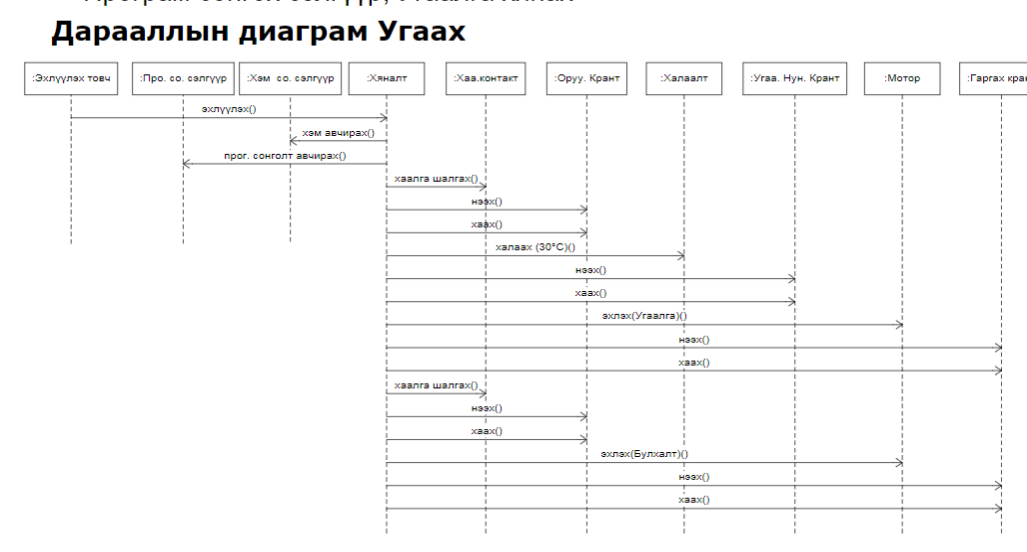 Дарааллын диаграм Угаах
:Эхлүүлэх товч :Про. со. сэлгүүр :Хэм со. сэлгүүр :Хяналт :Хаа.контакт :Оруу. Крант :Халаалт :Угаа. Нун. Крант :Мотор :Гаргах кран
эхлүүлэх()
хэм авчирах()
прог. сонголт авчирах()
хаалга шалгах()
нээх()
хаах()
халаах (30°C)()
нээх()
хаах()
эхлэх(Угаалга)()
нээх()
хаах()
хаалга шалгах()
нээх()
хаах()
эхлэх(Булхалт)()
нээх()
хаах()